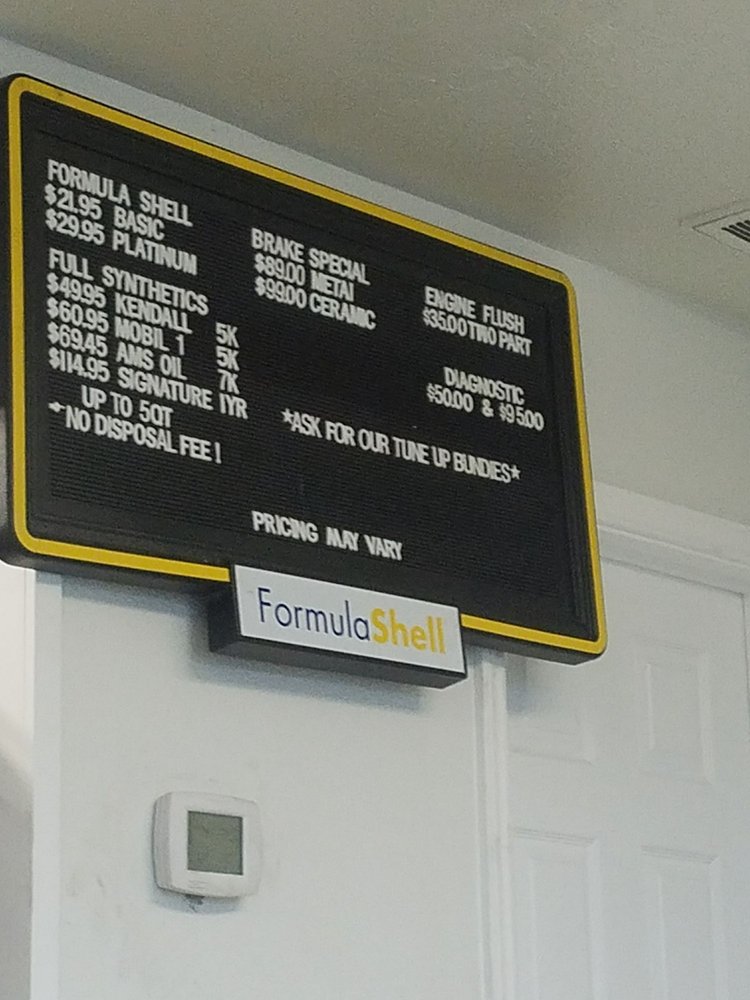 FORMULA SHELL
$21.95 BASIC
$29.95 PLATINUM
FULL SYNTHETICS
$49.95 KENDALL 5K
$60.95 MOBIL 1 5K
$69.45 AMS OIL 7K
$114.95 SIGNATURE 1YR
UP TO 5QT
*NO DISPOSAL FEE!
BRAKE SPECIAL
$89.00 METAl
$99.00 CERAMIC
ENGINE FLUSH
$35.00 TWO PART
DIAGNOSTIC
$50.00 & $95.00
*ASK FOR OUR TUNE UP BUNDlES*
PRICING MAY VARY
FormulaShell